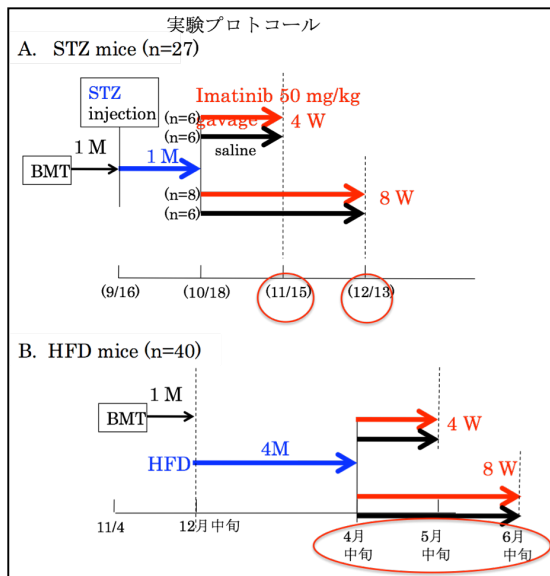 実験プロトコール
A. STZ mice (n=27)
STZ
injection
Imatinib 50 mg/kg
gavage
(n=6)
4 W
(n=6)
saline
1 M
BMT
1 M
(n=8)
8 W
(n=6)
(9/16)
(10/18)
(11/15)
(12/13)
B. HFD mice (n=40)
1 M
BMT
4 W
4M
HFD
8 W
11/4
12月中旬
4月
中旬
5月
中旬
6月
中旬